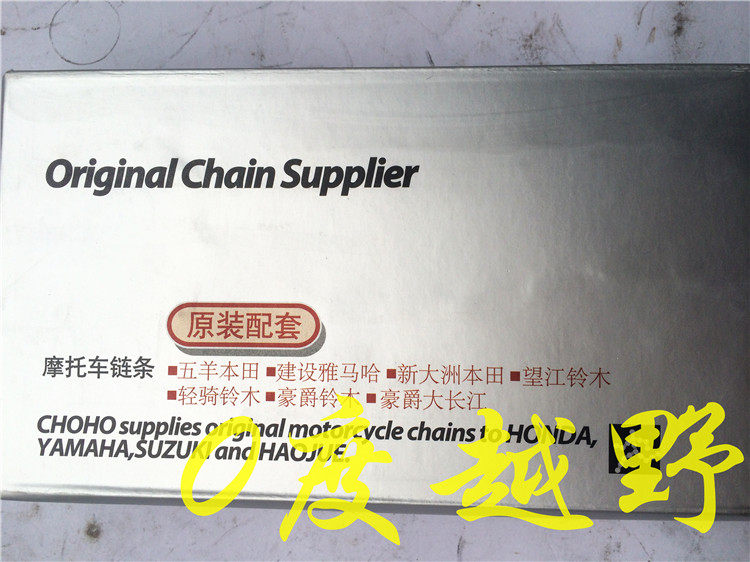 Original Chain Supplier
原装配套
摩托车链条 ▪五羊本田 ▪建设雅马哈 ▪新大洲本田 ▪望江铃木
▪轻骑铃木 ▪豪爵铃木 ▪豪爵大长江
CHOHO supplies original motorcycle chains to HONDA,
YAMAHA,SUZUKI and HAOJUE.
0度越野